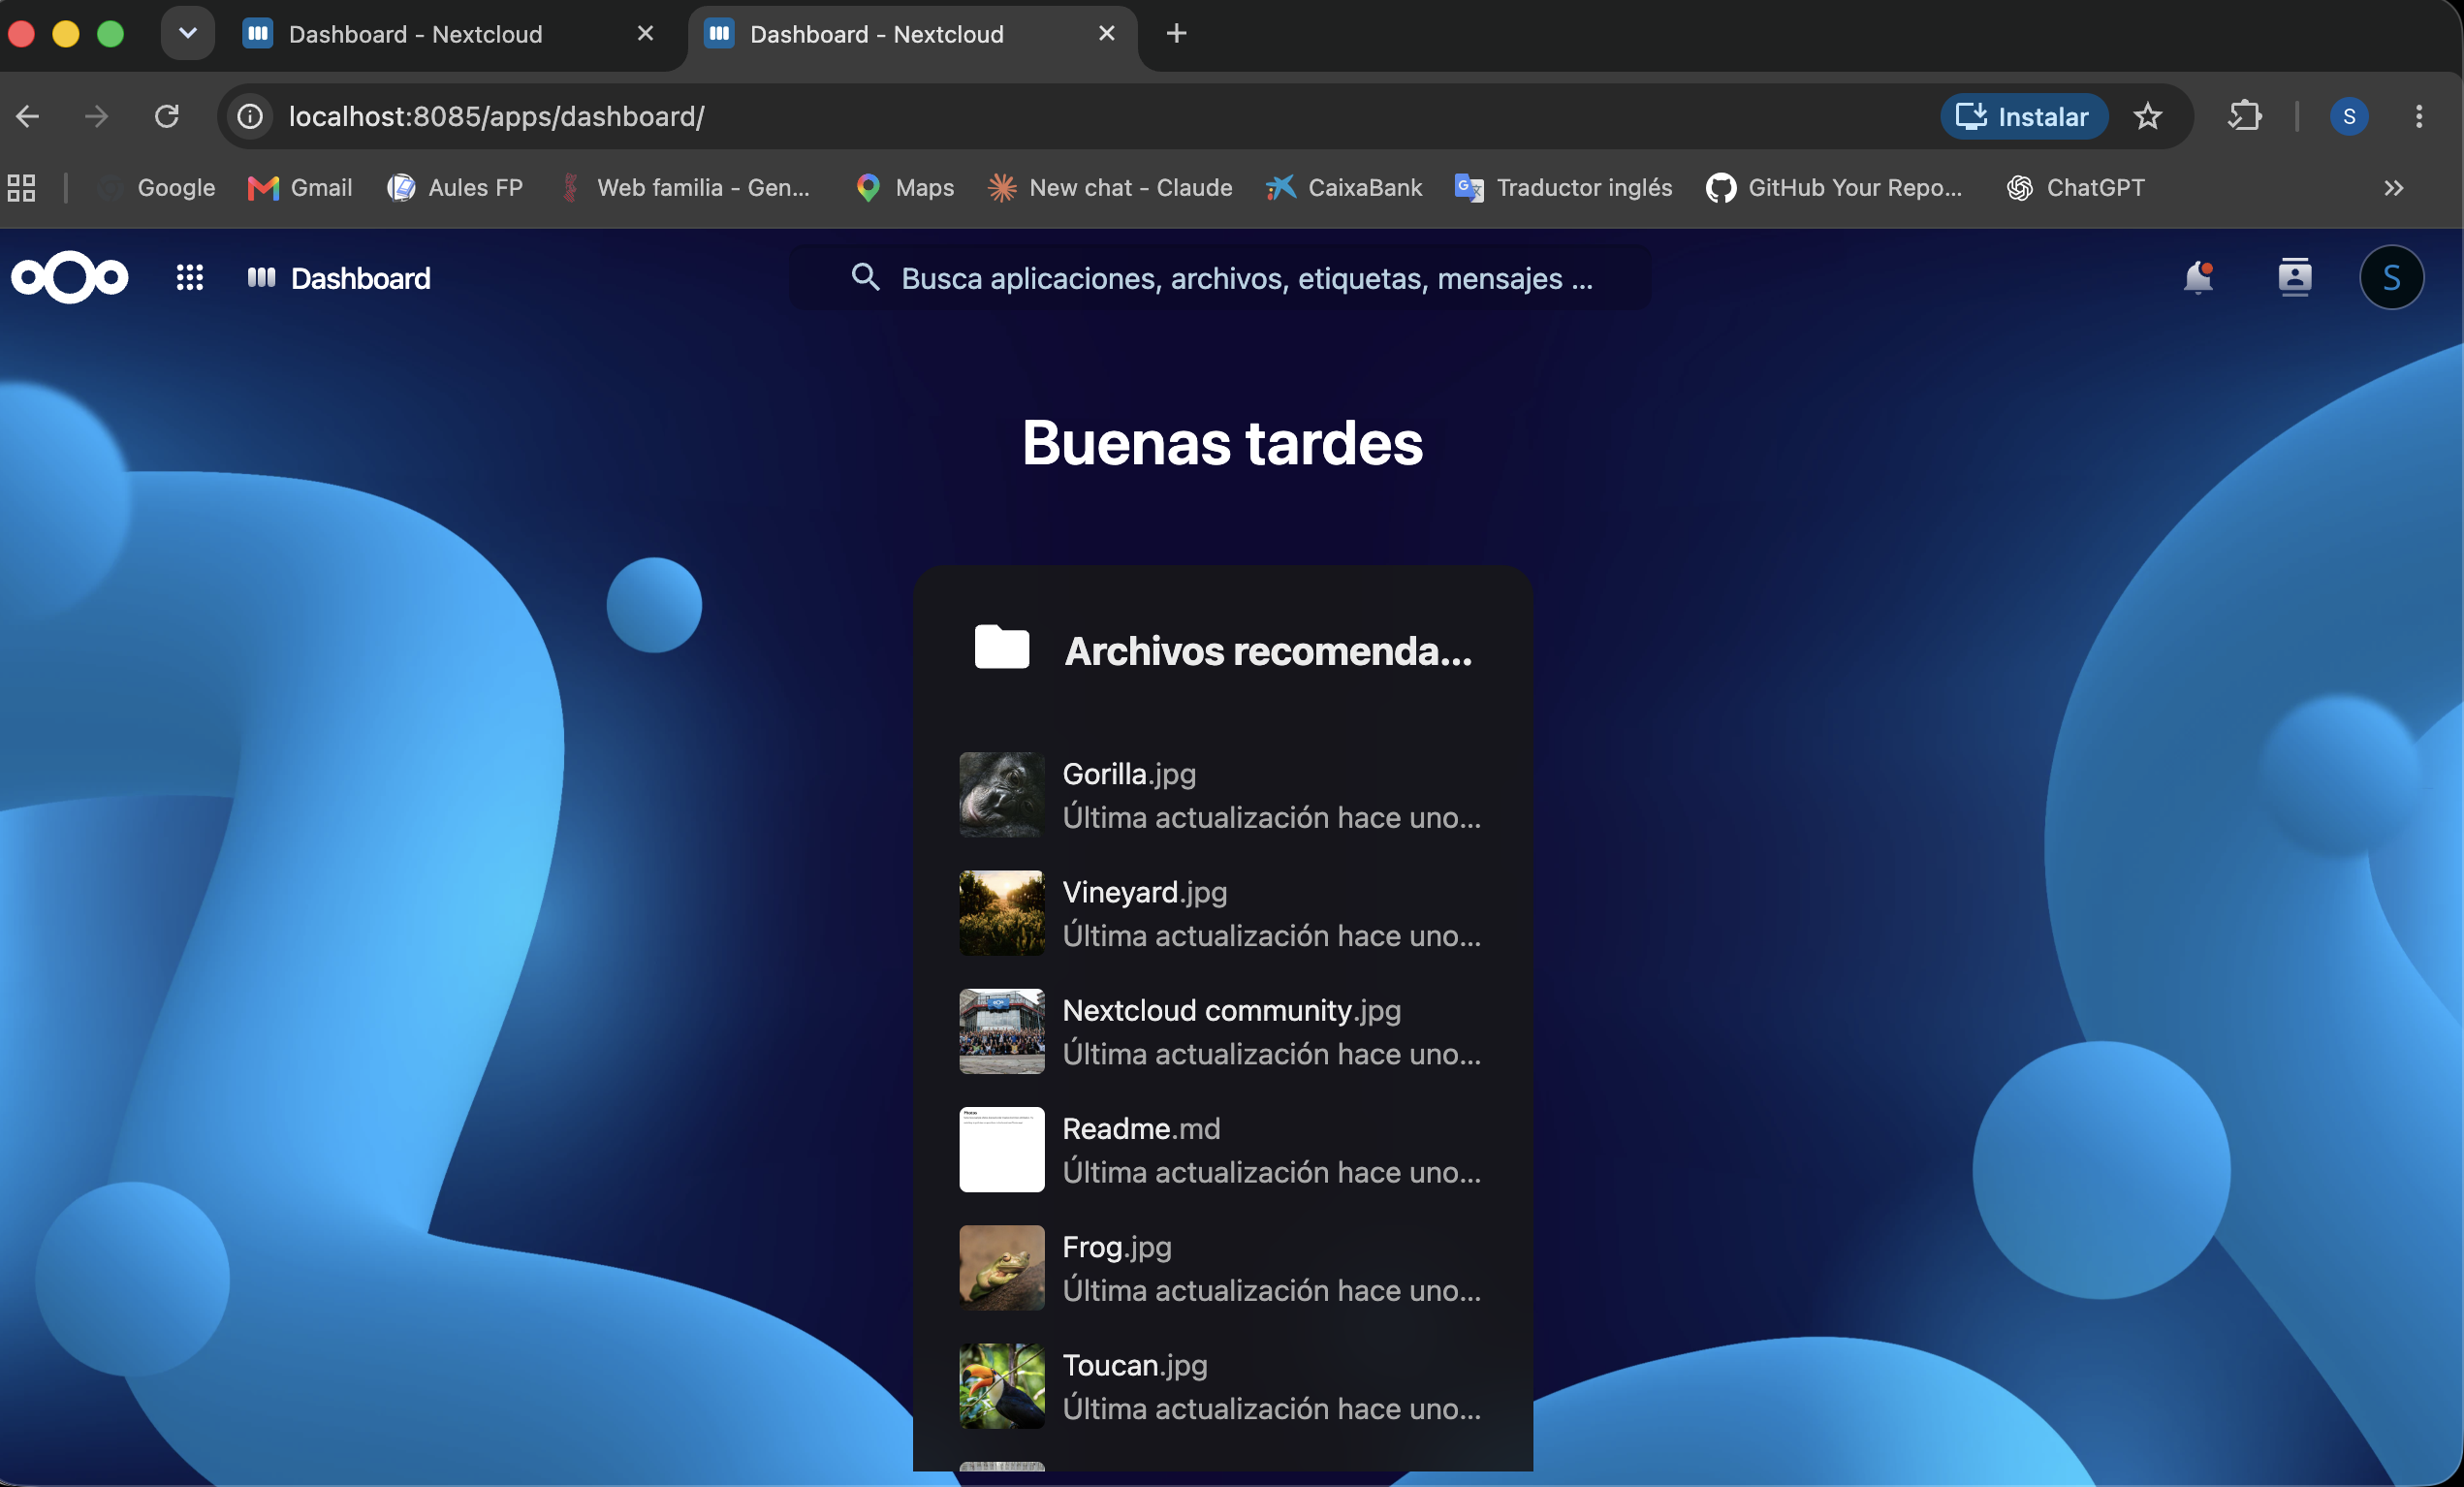 Dashboard - Nextcloud
Dashboard - Nextcloud
localhost:8085/apps/dashboard/
Instalar
S
Google
Gmail
Aules FP
Web familia - Gen...
Maps
New chat - Claude
CaixaBank
Traductor inglés
GitHub Your Repo...
ChatGPT
Dashboard
Busca aplicaciones, archivos, etiquetas, mensajes ...
S
Buenas tardes
Archivos recomenda...
Gorilla.jpg
Última actualización hace uno...
Vineyard.jpg
Última actualización hace uno...
Nextcloud community.jpg
Última actualización hace uno...
Readme.md
Última actualización hace uno...
Frog.jpg
Última actualización hace uno...
Toucan.jpg
Última actualización hace uno...